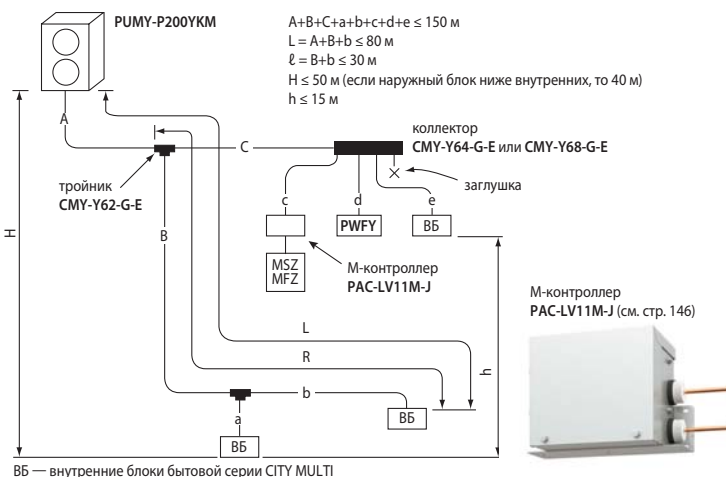 PUMY-P200YKM
A+B+C+a+b+c+d+e ≤ 150 м
L = A+B+b ≤ 80 м
ℓ = B+b ≤ 30 м
H ≤ 50 м (если наружный блок ниже внутренних, то 40 м)
h ≤ 15 м
A
C
коллектор
CMY-Y64-G-E или CMY-Y68-G-E
заглушка
тройник
CMY-Y62-G-E
c
d
e
PWFY
ВБ
H
B
MSZ
MFZ
М-контроллер
PAC-LV11M-J
М-контроллер
PAC-LV11M-J (см. стр. 146)
L
R
h
b
a
ВБ
ВБ
ВБ — внутренние блоки бытовой серии CITY MULTI